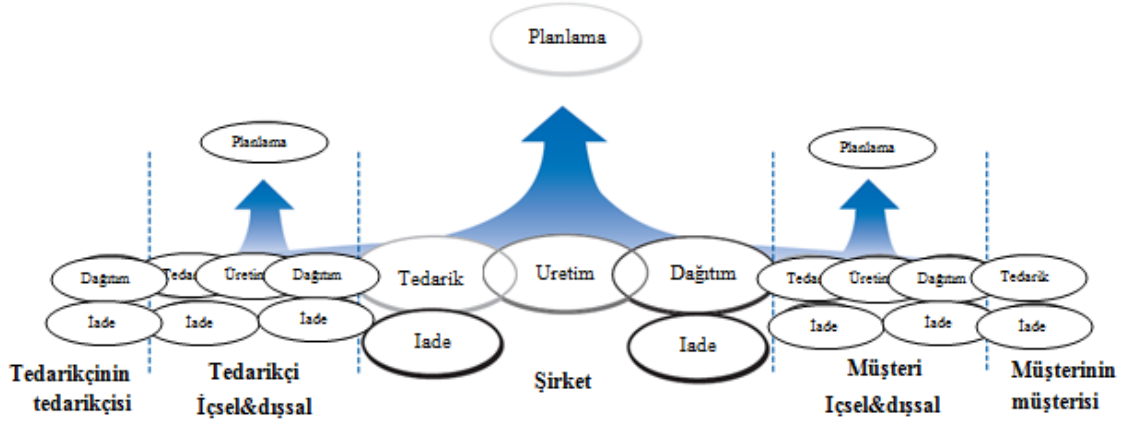 Planlama
Planlama
Planlama
Dağıtım
Üretim
Dağıtım
Tedarik
Uretim
Dağıtım
Üretim
Dağıtım
Tedarik
İade
İade
İade
Iade
Iade
İade
İade
İade
Tedarikçinin
tedarikçisi
Tedarikçi
İçsel&dışsal
Şirket
Müşteri
Içsel&dışsal
Müşterinin
müşterisi